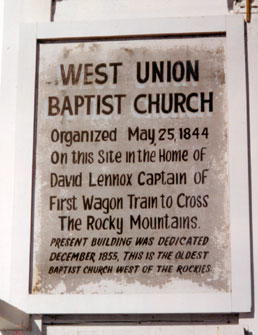 WEST UNION
BAPTIST CHURCH
Organized May, 25, 1844
On this Site in the Home of
David Lennox Captain of
First Wagon Train to Cross
The Rocky Mountains.
PRESENT BUILDING WAS DEDICATED
DECEMBER 1855, THIS IS THE OLDEST
BAPTIST CHURCH WEST OF THE ROCKIES.